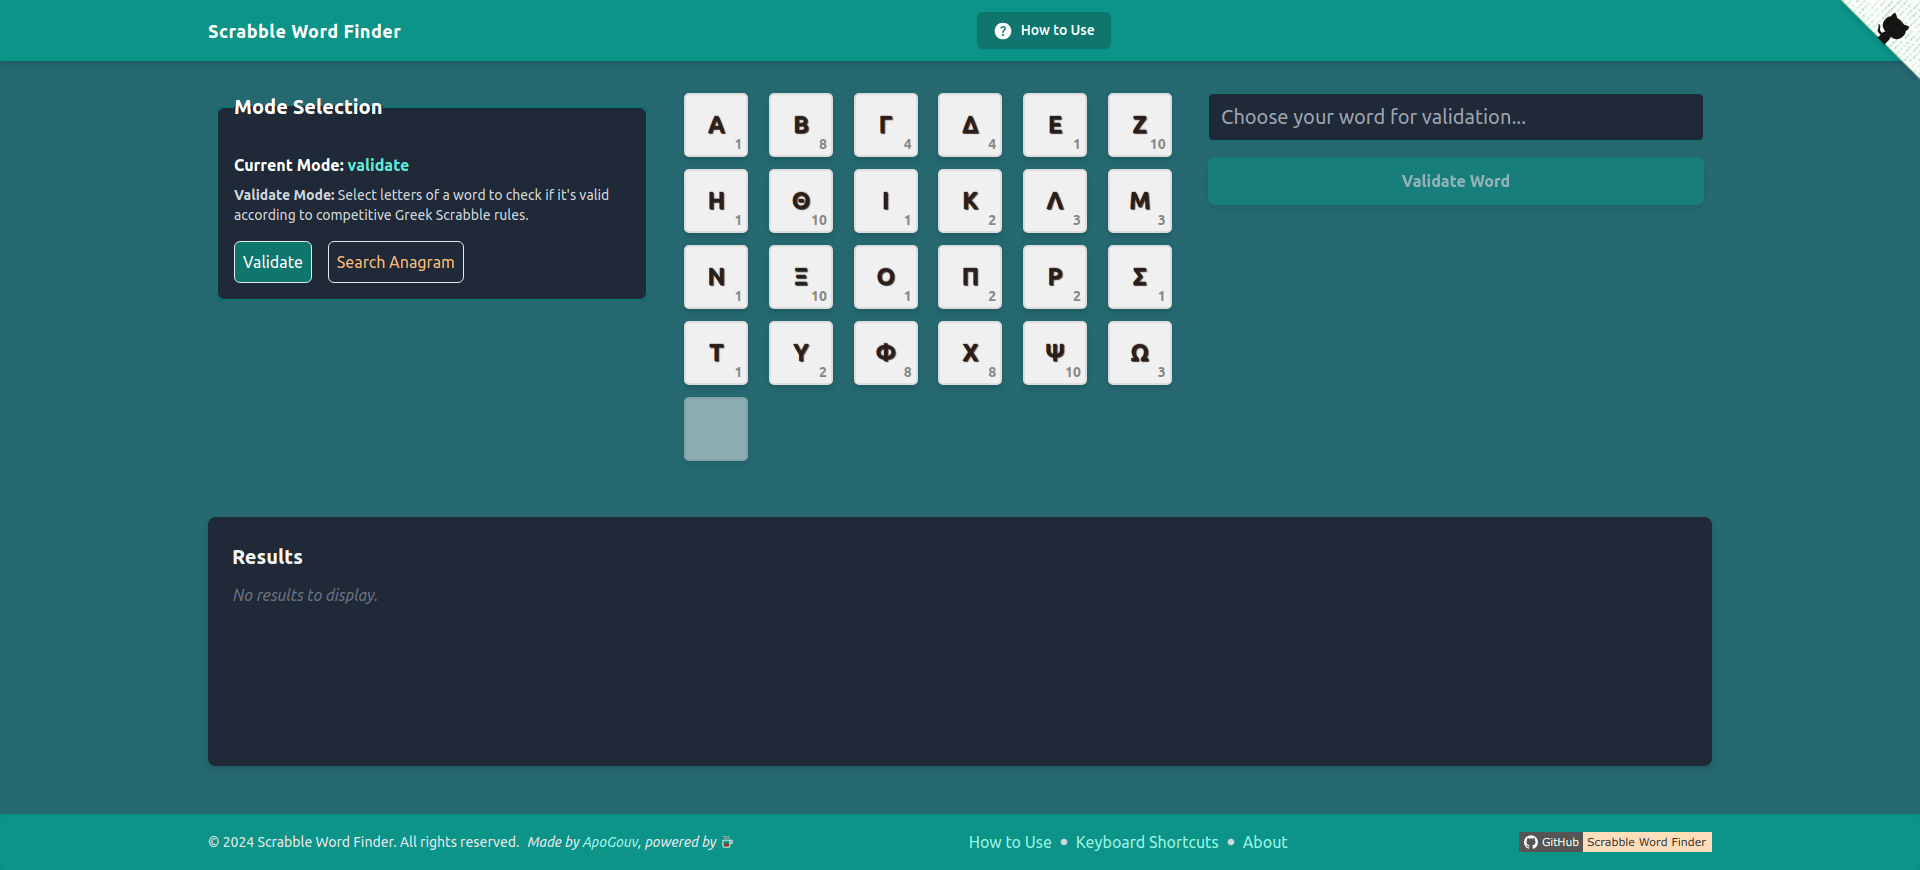 Scrabble Word Finder
How to Use
Mode Selection
Current Mode: validate
Validate Mode: Select letters of a word to check if it's valid
according to competitive Greek Scrabble rules.
Validate
Search Anagram
Α 1 Β 8 Γ 4 Δ 4 Ε 1 Ζ 10
Η 1 Θ 10 Ι 1 Κ 2 Λ 3 Μ 3
Ν 1 Ξ 10 Ο 1 Π 2 Ρ 2 Σ 1
Τ 1 Υ 2 Φ 8 Χ 8 Ψ 10 Ω 3
Choose your word for validation...
Validate Word
Results
No results to display.
© 2024 Scrabble Word Finder. All rights reserved. Made by ApoGouv, powered by
How to Use • Keyboard Shortcuts • About
GitHub Scrabble Word Finder